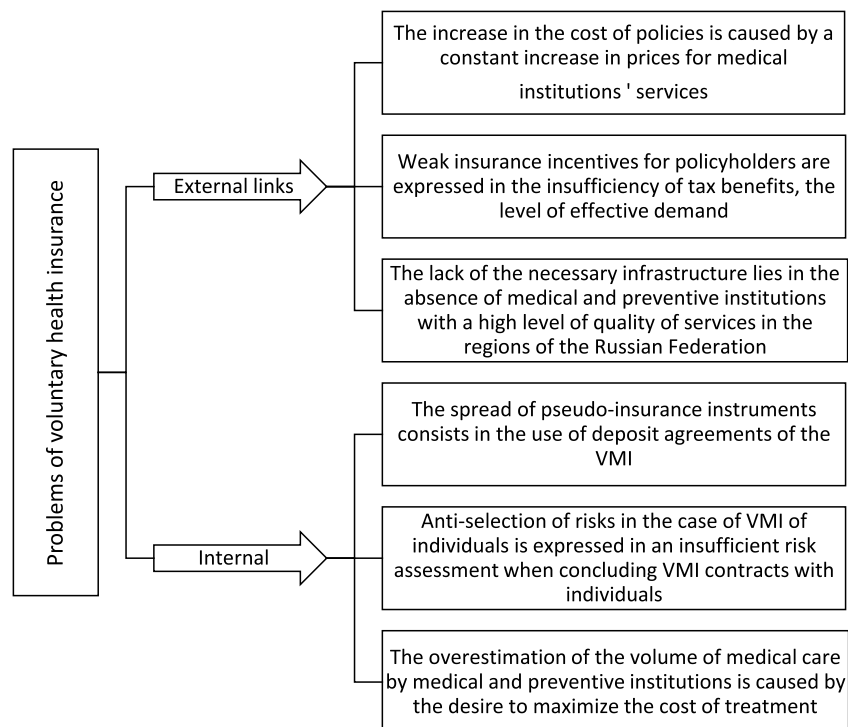 Problems of voluntary health insurance
External links
The increase in the cost of policies is caused by a
constant increase in prices for medical
institutions ' services
Weak insurance incentives for policyholders are
expressed in the insufficiency of tax benefits, the
level of effective demand
The lack of the necessary infrastructure lies in the
absence of medical and preventive institutions
with a high level of quality of services in the
regions of the Russian Federation
Internal
The spread of pseudo-insurance instruments
consists in the use of deposit agreements of the
VMI
Anti-selection of risks in the case of VMI of
individuals is expressed in an insufficient risk
assessment when concluding VMI contracts with
individuals
The overestimation of the volume of medical care
by medical and preventive institutions is caused by
the desire to maximize the cost of treatment